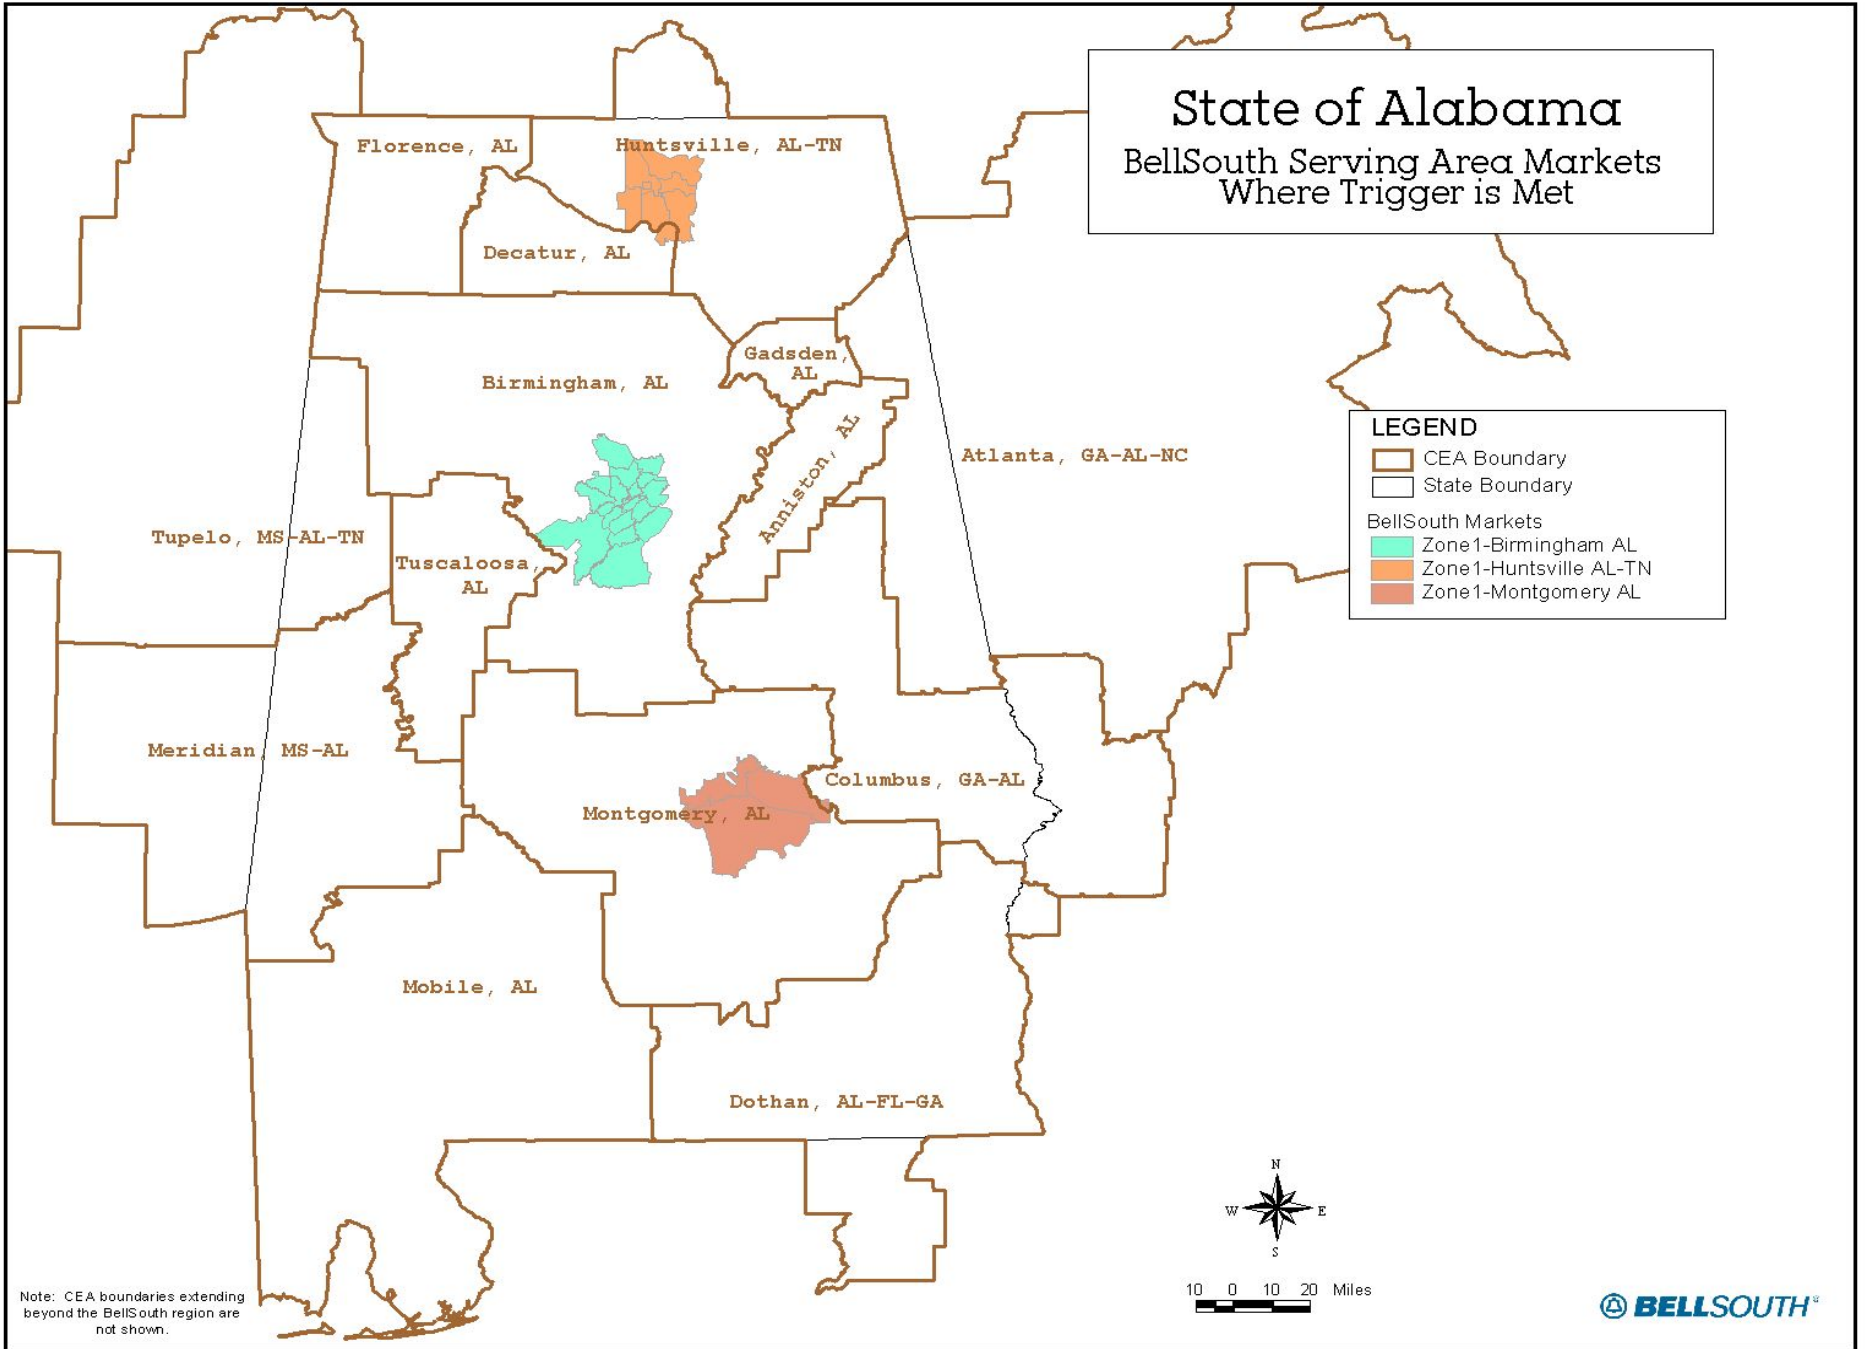 State of Alabama
BellSouth Serving Area Markets
Where Trigger is Met
Florence, AL
Huntsville, AL-TN
Decatur, AL
Gadsden,
AL
Birmingham, AL
Anniston, AL
Atlanta, GA-AL-NC
Tupelo, MS-AL-TN
Tuscaloosa,
AL
Meridian, MS-AL
Montgomery, AL
Columbus, GA-AL
Mobile, AL
Dothan, AL-FL-GA
LEGEND
CEA Boundary
State Boundary
BellSouth Markets
Zone1-Birmingham AL
Zone1-Huntsville AL-TN
Zone1-Montgomery AL
N
W E
S
10 0 10 20 Miles
Note: CEA boundaries extending
beyond the BellSouth region are
not shown.
BELLSOUTH®